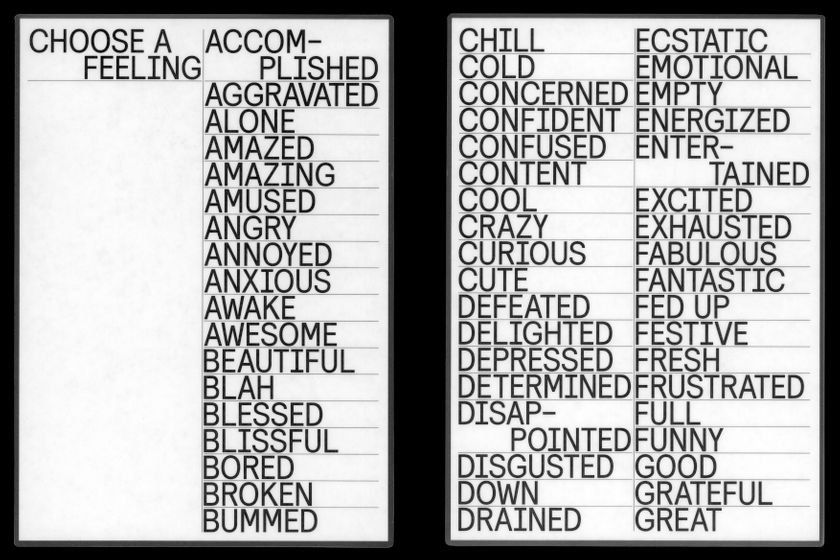 CHOOSE A
FEELING
ACCOM-
PLISHED
AGGRAVATED
ALONE
AMAZED
AMAZING
AMUSED
ANGRY
ANNOYED
ANXIOUS
AWAKE
AWESOME
BEAUTIFUL
BLAH
BLESSED
BLISSFUL
BORED
BROKEN
BUMMED
CHILL
COLD
CONCERNED
CONFIDENT
CONFUSED
CONTENT
COOL
CRAZY
CURIOUS
CUTE
DEFEATED
DELIGHTED
DEPRESSED
DETERMINED
DISAP-
POINTED
DISGUSTED
DOWN
DRAINED
ECSTATIC
EMOTIONAL
EMPTY
ENERGIZED
ENTER-
TAINED
EXCITED
EXHAUSTED
FABULOUS
FANTASTIC
FED UP
FESTIVE
FRESH
FRUSTRATED
FULL
FUNNY
GOOD
GRATEFUL
GREAT